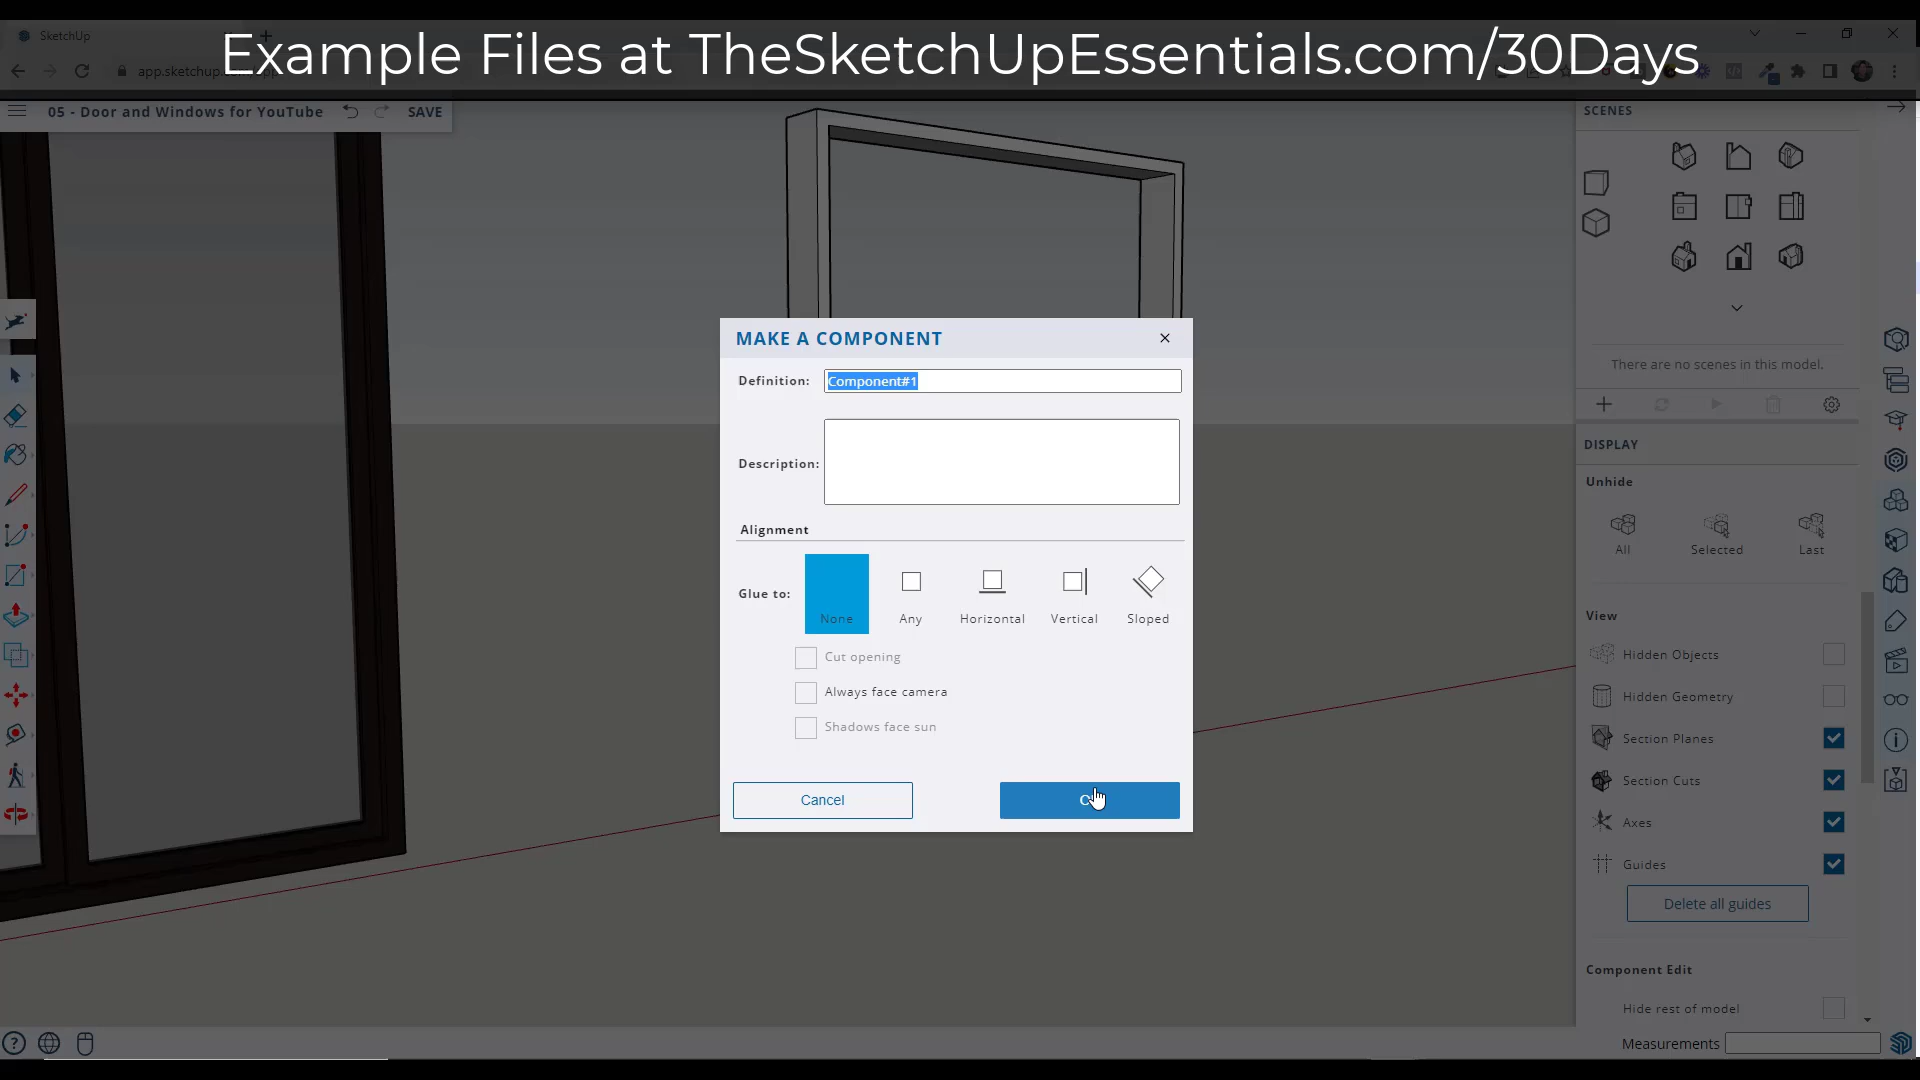 SketchUp
Example Files at TheSketchUpEssentials.com/30Days
05 - Door and Windows for YouTube
SAVE
SCENES
There are no scenes in this model.
DISPLAY
Unhide
All
Selected
Last
View
Hidden Objects
Hidden Geometry
Section Planes
Section Cuts
Axes
Guides
Delete all guides
Component Edit
Hide rest of model
Measurements
MAKE A COMPONENT
Definition:
Component#1
Description:
Alignment
Glue to:
None
Any
Horizontal
Vertical
Sloped
Cut opening
Always face camera
Shadows face sun
Cancel